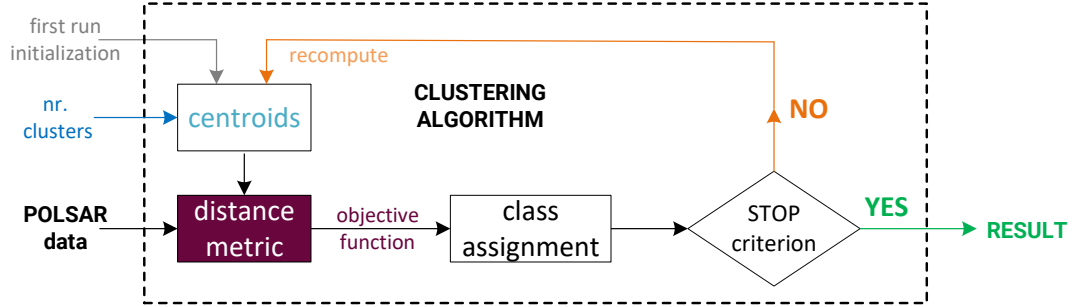 first run
initialization
recompute
nr.
clusters
centroids
CLUSTERING
ALGORITHM
NO
POLSAR
data
distance
metric
objective
function
class
assignment
STOP
criterion
YES
RESULT